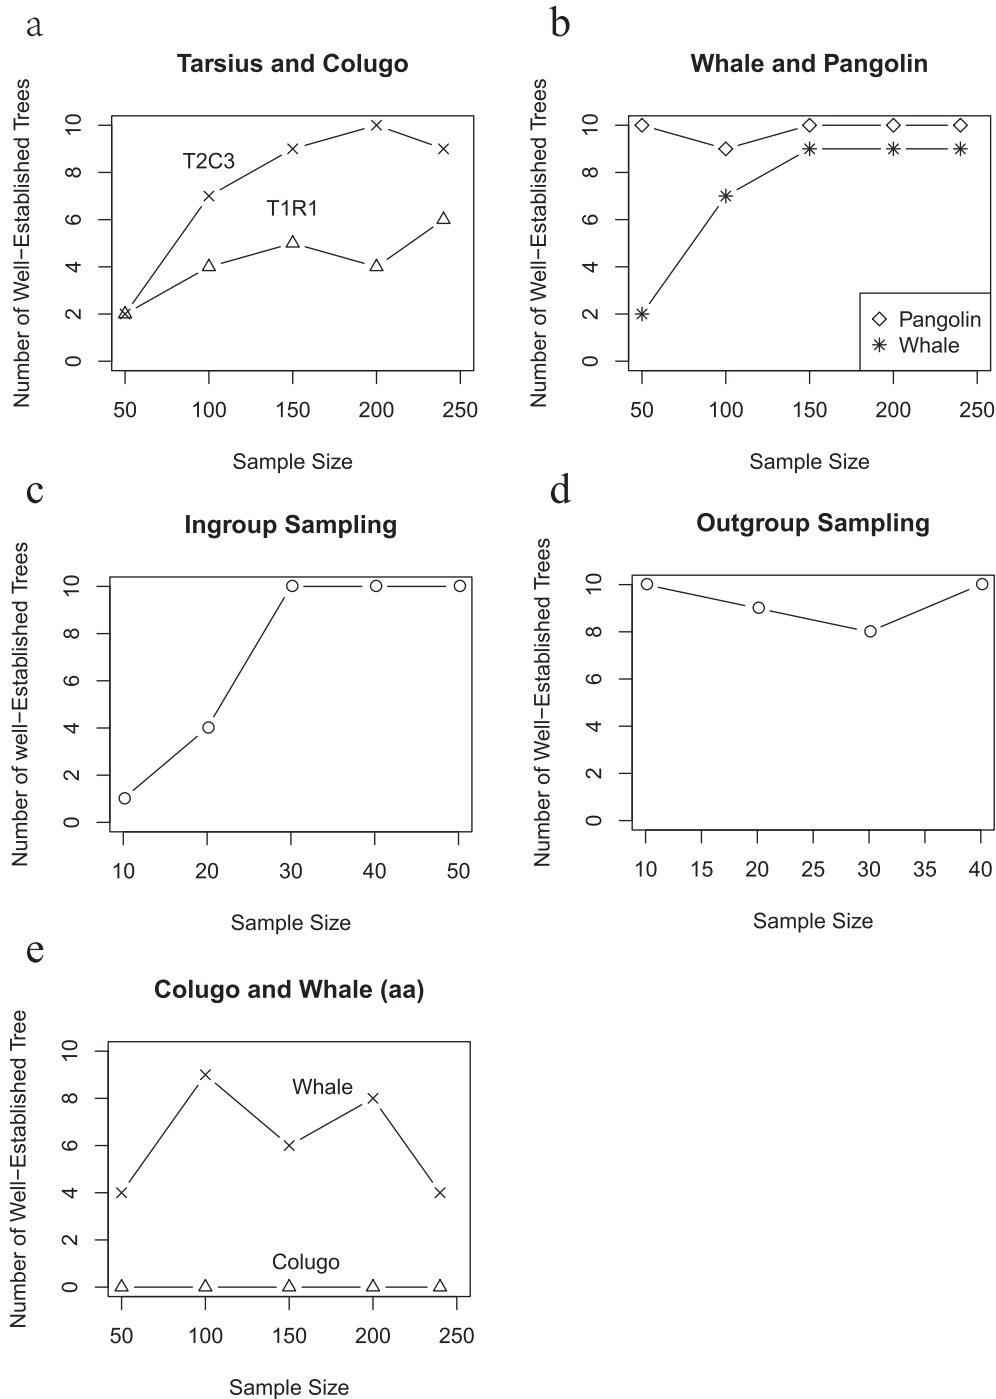 a
Tarsius and Colugo
Number of Well−Established Trees
10
8
6
4
2
0
T2C3
T1R1
50 100 150 200 250
Sample Size
b
Whale and Pangolin
Number of Well−Established Trees
10
8
6
4
2
0
Pangolin
Whale
50 100 150 200 250
Sample Size
c
Ingroup Sampling
Number of well−Established Trees
10
8
6
4
2
0
10 20 30 40 50
Sample Size
d
Outgroup Sampling
Number of Well−Established Trees
10
8
6
4
2
0
10 15 20 25 30 35 40
Sample Size
e
Colugo and Whale (aa)
Number of Well−Established Tree
10
8
6
4
2
0
Whale
Colugo
50 100 150 200 250
Sample Size